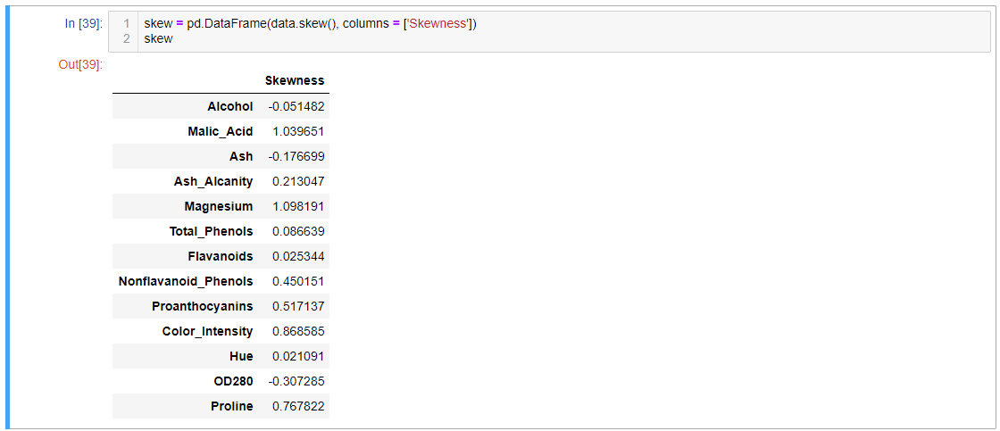 In [39]: 1 skew = pd.DataFrame(data.skew(), columns = ['Skewness'])
2 skew
Out[39]:
Skewness
Alcohol -0.051482
Malic_Acid 1.039651
Ash -0.176699
Ash_Alcanity 0.213047
Magnesium 1.098191
Total_Phenols 0.086639
Flavanoids 0.025344
Nonflavanoid_Phenols 0.450151
Proanthocyanins 0.517137
Color_Intensity 0.868585
Hue 0.021091
OD280 -0.307285
Proline 0.767822